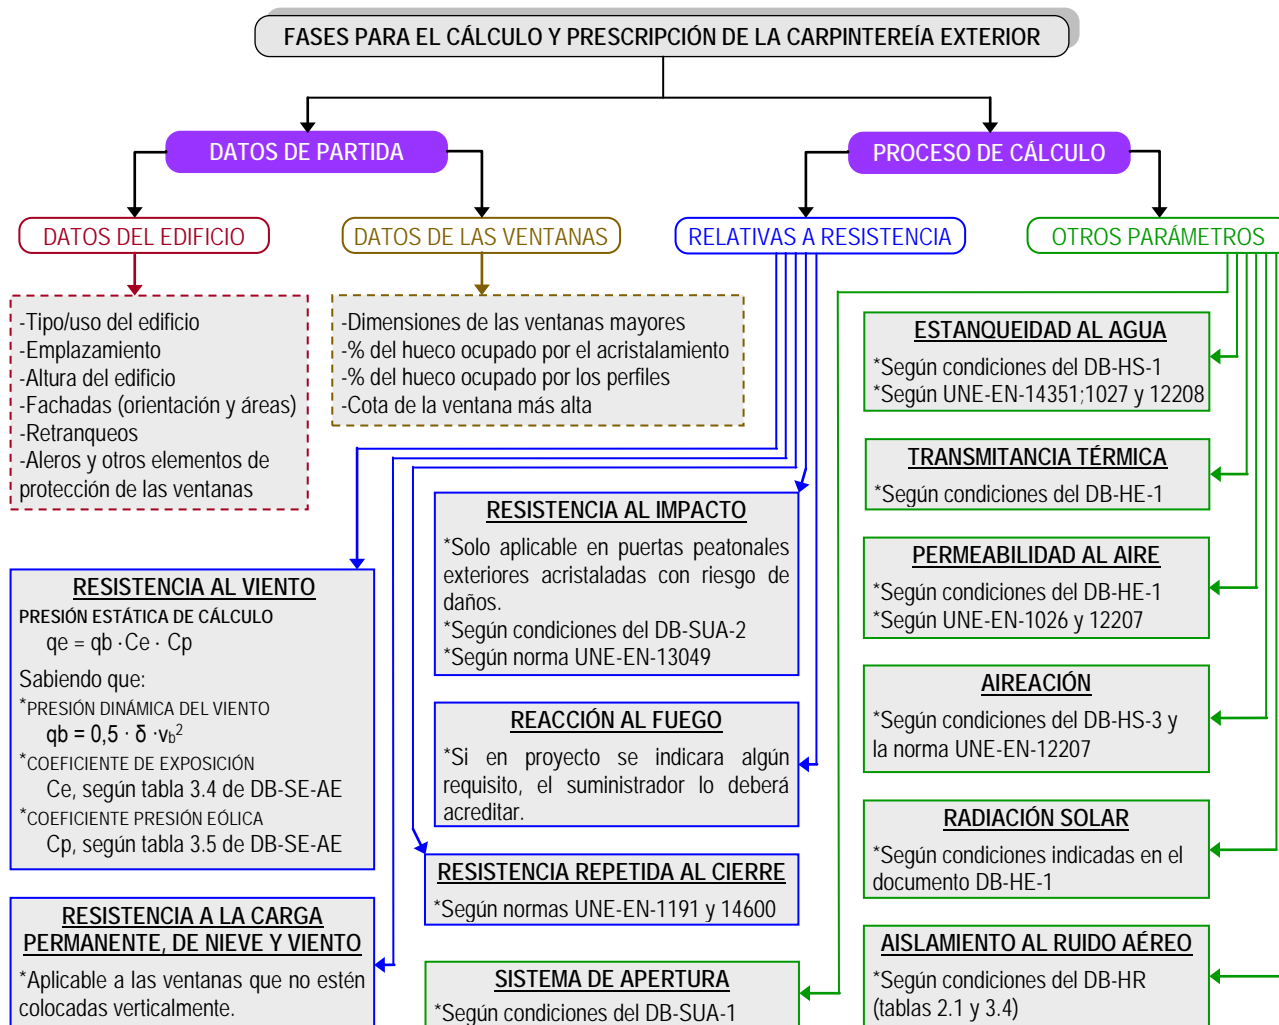 FASES PARA EL CÁLCULO Y PRESCRIPCIÓN DE LA CARPINTEREÍA EXTERIOR
DATOS DE PARTIDA
PROCESO DE CÁLCULO
DATOS DEL EDIFICIO
DATOS DE LAS VENTANAS
RELATIVAS A RESISTENCIA
OTROS PARÁMETROS
-Tipo/uso del edificio
-Emplazamiento
-Altura del edificio
-Fachadas (orientación y áreas)
-Retranqueos
-Aleros y otros elementos de
protección de las ventanas
-Dimensiones de las ventanas mayores
-% del hueco ocupado por el acristalamiento
-% del hueco ocupado por los perfiles
-Cota de la ventana más alta
RESISTENCIA AL VIENTO
PRESIÓN ESTÁTICA DE CÁLCULO
qe = qb · Ce · Cp
Sabiendo que:
*PRESIÓN DINÁMICA DEL VIENTO
qb = 0,5 · δ · vb²
*COEFICIENTE DE EXPOSICIÓN
Ce, según tabla 3.4 de DB-SE-AE
*COEFICIENTE PRESIÓN EÓLICA
Cp, según tabla 3.5 de DB-SE-AE
RESISTENCIA A LA CARGA
PERMANENTE, DE NIEVE Y VIENTO
*Aplicable a las ventanas que no estén
colocadas verticalmente.
RESISTENCIA AL IMPACTO
*Solo aplicable en puertas peatonales
exteriores acristaladas con riesgo de
daños.
*Según condiciones del DB-SUA-2
*Según norma UNE-EN-13049
REACCIÓN AL FUEGO
*Si en proyecto se indicara algún
requisito, el suministrador lo deberá
acreditar.
RESISTENCIA REPETIDA AL CIERRE
*Según normas UNE-EN-1191 y 14600
SISTEMA DE APERTURA
*Según condiciones del DB-SUA-1
ESTANQUEIDAD AL AGUA
*Según condiciones del DB-HS-1
*Según UNE-EN-14351;1027 y 12208
TRANSMITANCIA TÉRMICA
*Según condiciones del DB-HE-1
PERMEABILIDAD AL AIRE
*Según condiciones del DB-HE-1
*Según UNE-EN-1026 y 12207
AIREACIÓN
*Según condiciones del DB-HS-3 y
la norma UNE-EN-12207
RADIACIÓN SOLAR
*Según condiciones indicadas en el
documento DB-HE-1
AISLAMIENTO AL RUIDO AÉREO
*Según condiciones del DB-HR
(tablas 2.1 y 3.4)